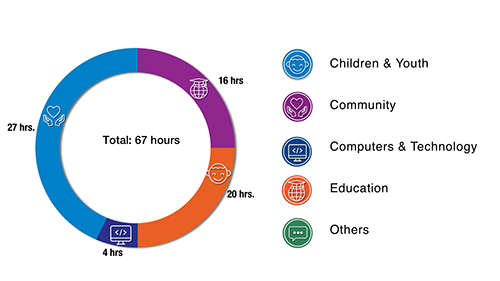 16 hrs
27 hrs.
Total: 67 hours
20 hrs.
4 hrs
Children & Youth
Community
Computers & Technology
Education
Others